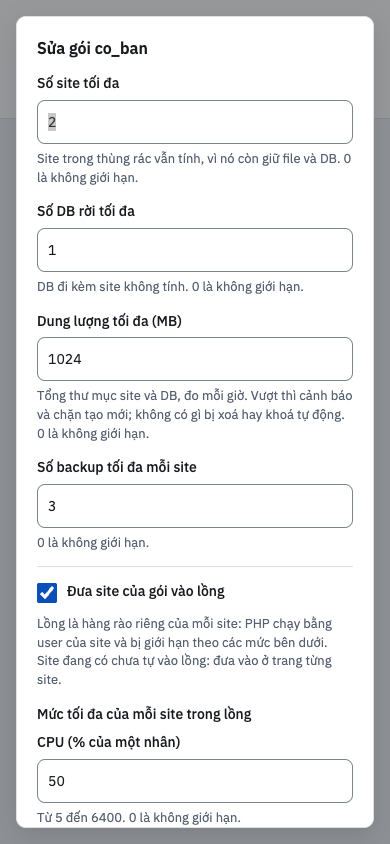 Sửa gói co_ban
Số site tối đa
2
Site trong thùng rác vẫn tính, vì nó còn giữ file và DB. 0
là không giới hạn.
Số DB rời tối đa
1
DB đi kèm site không tính. 0 là không giới hạn.
Dung lượng tối đa (MB)
1024
Tổng thư mục site và DB, đo mỗi giờ. Vượt thì cảnh báo
và chặn tạo mới; không có gì bị xoá hay khoá tự động.
0 là không giới hạn.
Số backup tối đa mỗi site
3
0 là không giới hạn.
Đưa site của gói vào lồng
Lồng là hàng rào riêng của mỗi site: PHP chạy bằng
user của site và bị giới hạn theo các mức bên dưới.
Site đang có chưa tự vào lồng: đưa vào ở trang từng
site.
Mức tối đa của mỗi site trong lồng
CPU (% của một nhân)
50
Từ 5 đến 6400. 0 là không giới hạn.